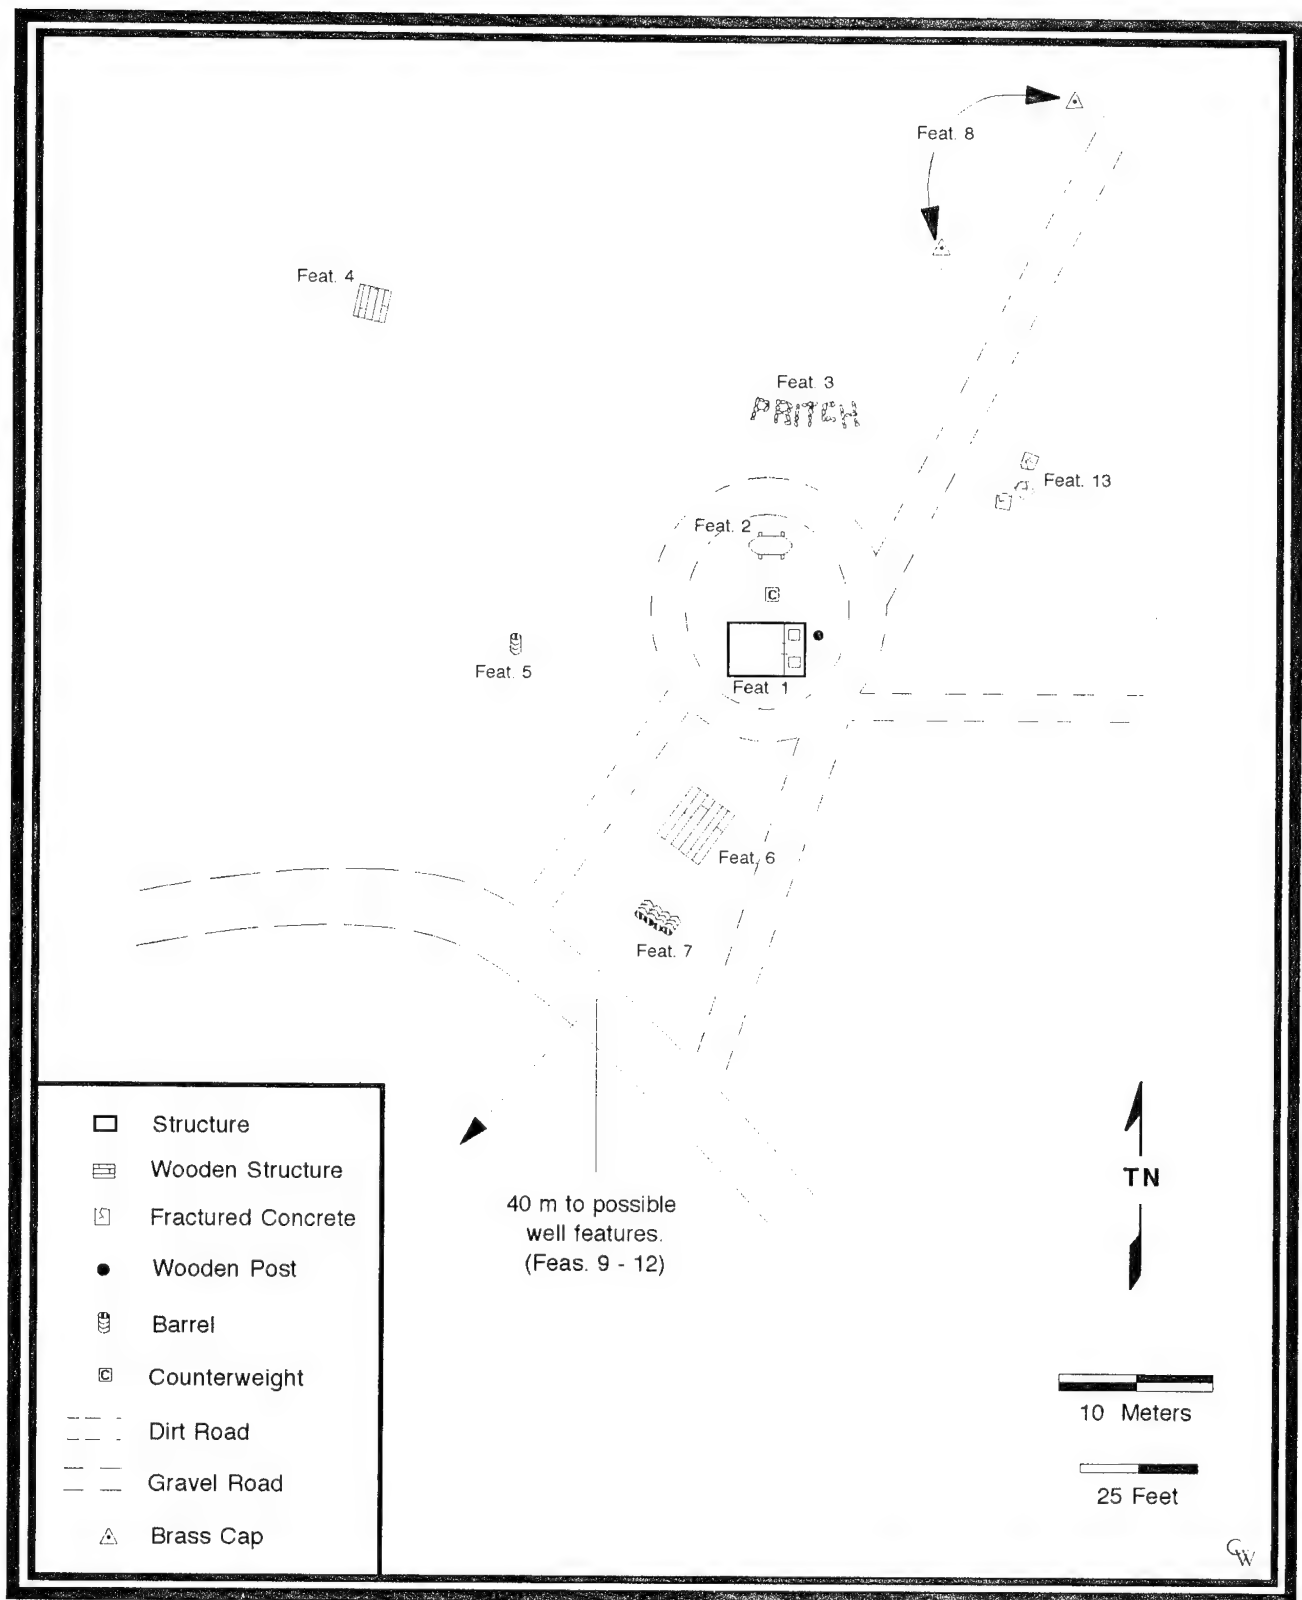 Feat. 8
Feat. 4
Feat. 3
PRITCH
Feat. 13
Feat. 2
C
Feat. 5
Feat 1
Feat. 6
Feat. 7
40 m to possible
well features.
(Feas. 9 - 12)
Structure
Wooden Structure
Fractured Concrete
Wooden Post
Barrel
C
Counterweight
Dirt Road
Gravel Road
Brass Cap
TN
10 Meters
25 Feet
GW